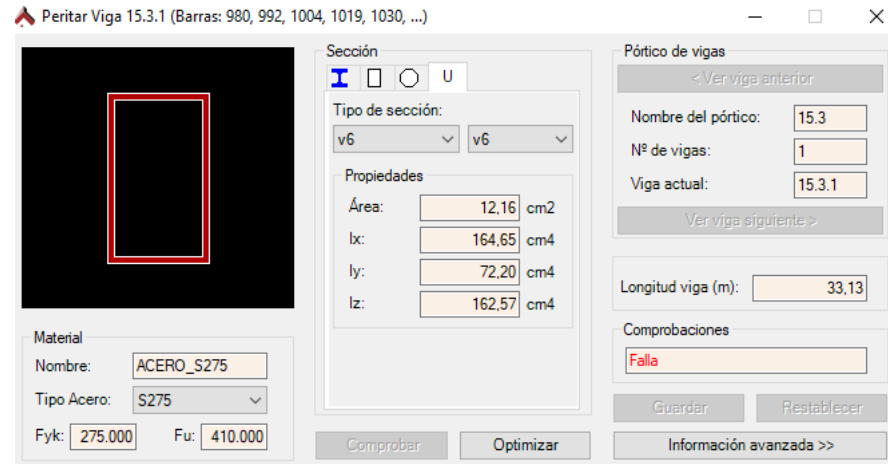 Peritar Viga 15.3.1 (Barras: 980, 992, 1004, 1019, 1030, ...)
Sección
U
Tipo de sección:
v6 v6
Propiedades
Área: 12,16 cm2
Ix: 164,65 cm4
Iy: 72,20 cm4
Iz: 162,57 cm4
Material
Nombre: ACERO_S275
Tipo Acero: S275
Fyk: 275.000 Fu: 410.000
Comprobar Optimizar
Pórtico de vigas
< Ver viga anterior
Nombre del pórtico: 15.3
Nº de vigas: 1
Viga actual: 15.3.1
Ver viga siguiente >
Longitud viga (m): 33,13
Comprobaciones
Falla
Guardar Restablecer
Información avanzada >>